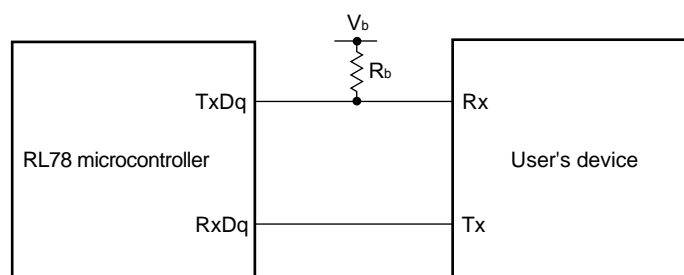 Vb
Rb
TxDq
Rx
RL78 microcontroller
User's device
RxDq
Tx